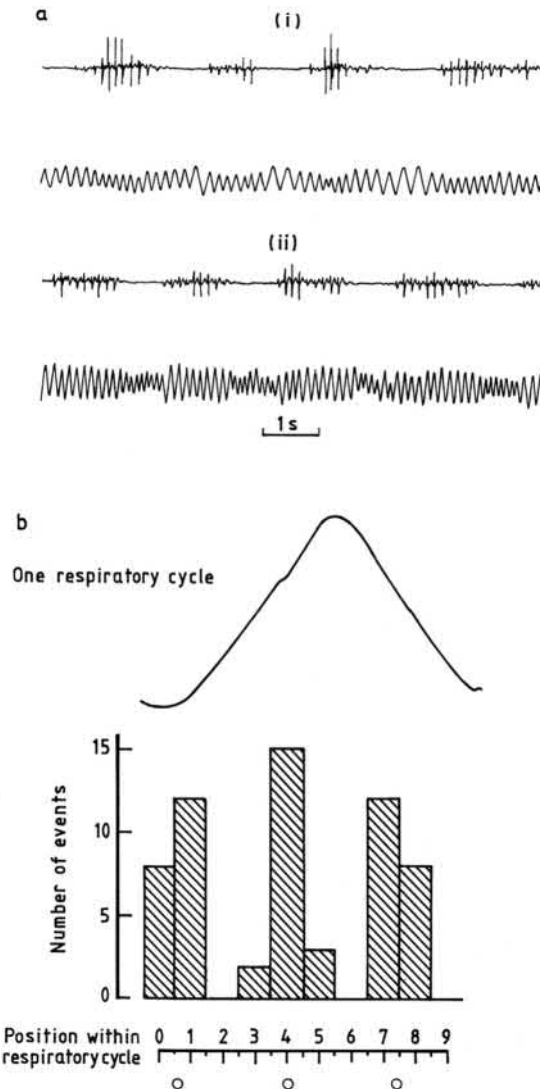 a
(i)
(ii)
1s
b
One respiratory cycle
15
10
5
0
Number of events
Position within 0 1 2 3 4 5 6 7 8 9
respiratory cycle